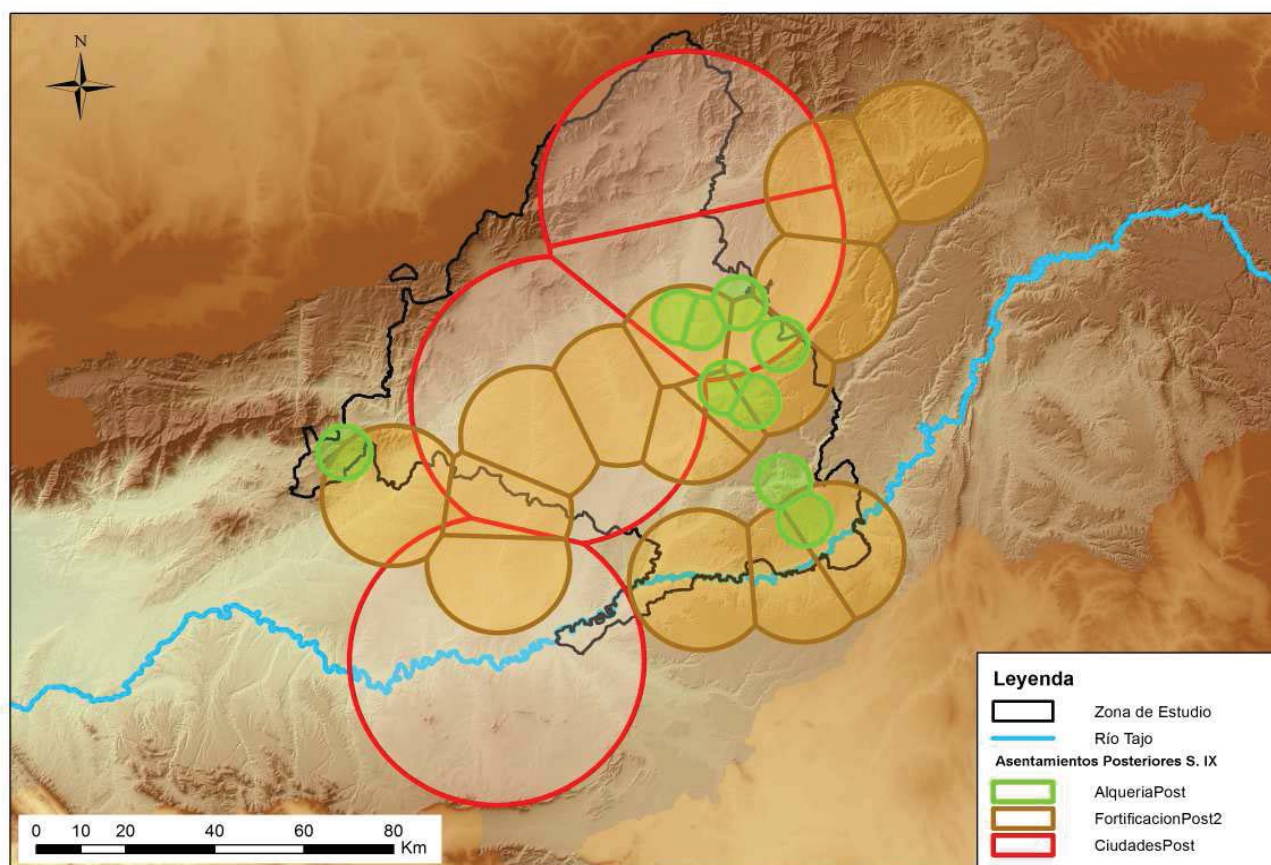 N
Leyenda
Zona de Estudio
Río Tajo
Asentamientos Posteriores S. IX
AlqueriaPost
FortificacionPost2
CiudadesPost
0 10 20 40 60 80
Km